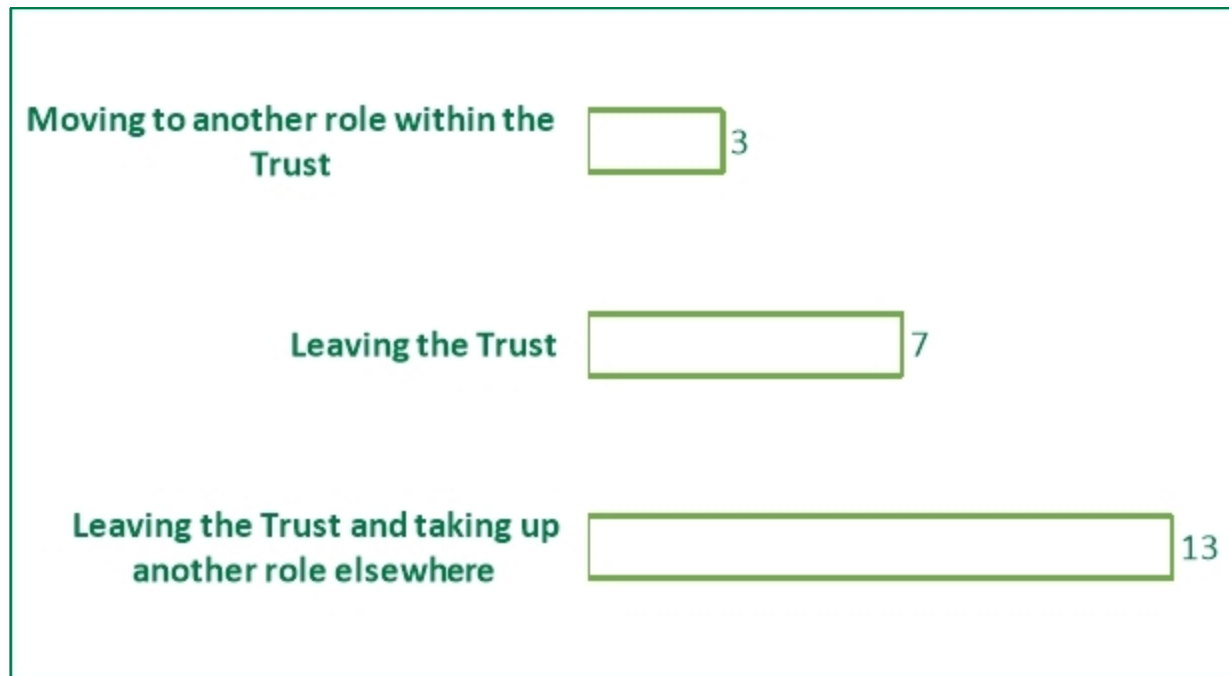 Moving to another role within the
Trust
3
Leaving the Trust
7
Leaving the Trust and taking up
another role elsewhere
13